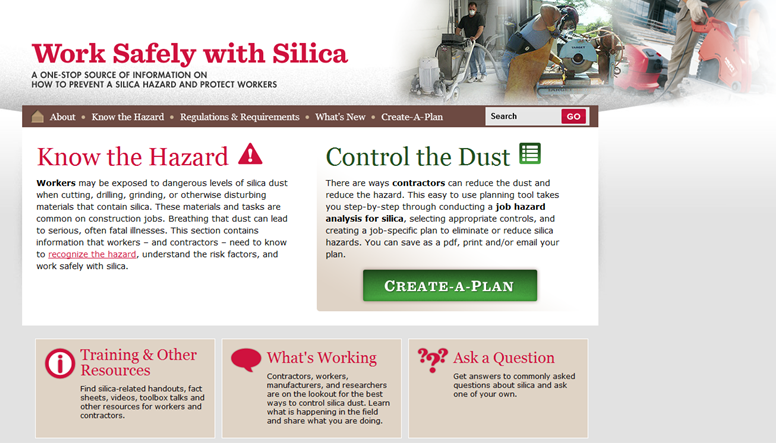 Work Safely with Silica
A ONE-STOP SOURCE OF INFORMATION ON
HOW TO PREVENT A SILICA HAZARD AND PROTECT WORKERS
About • Know the Hazard • Regulations & Requirements • What's New • Create-A-Plan Search GO
Know the Hazard
Workers may be exposed to dangerous levels of silica dust
when cutting, drilling, grinding, or otherwise disturbing
materials that contain silica. These materials and tasks are
common on construction jobs. Breathing that dust can lead
to serious, often fatal illnesses. This section contains
information that workers – and contractors – need to know
to recognize the hazard, understand the risk factors, and
work safely with silica.
Control the Dust
There are ways contractors can reduce the dust and
reduce the hazard. This easy to use planning tool takes
you step-by-step through conducting a job hazard
analysis for silica, selecting appropriate controls, and
creating a job-specific plan to eliminate or reduce silica
hazards. You can save as a pdf, print and/or email your
plan.
CREATE-A-PLAN
Training & Other
Resources
Find silica-related handouts, fact
sheets, videos, toolbox talks and
other resources for workers and
contractors.
What's Working
Contractors, workers,
manufacturers, and researchers
are on the lookout for the best
ways to control silica dust. Learn
what is happening in the field
and share what you are doing.
???
Ask a Question
Get answers to commonly asked
questions about silica and ask
one of your own.